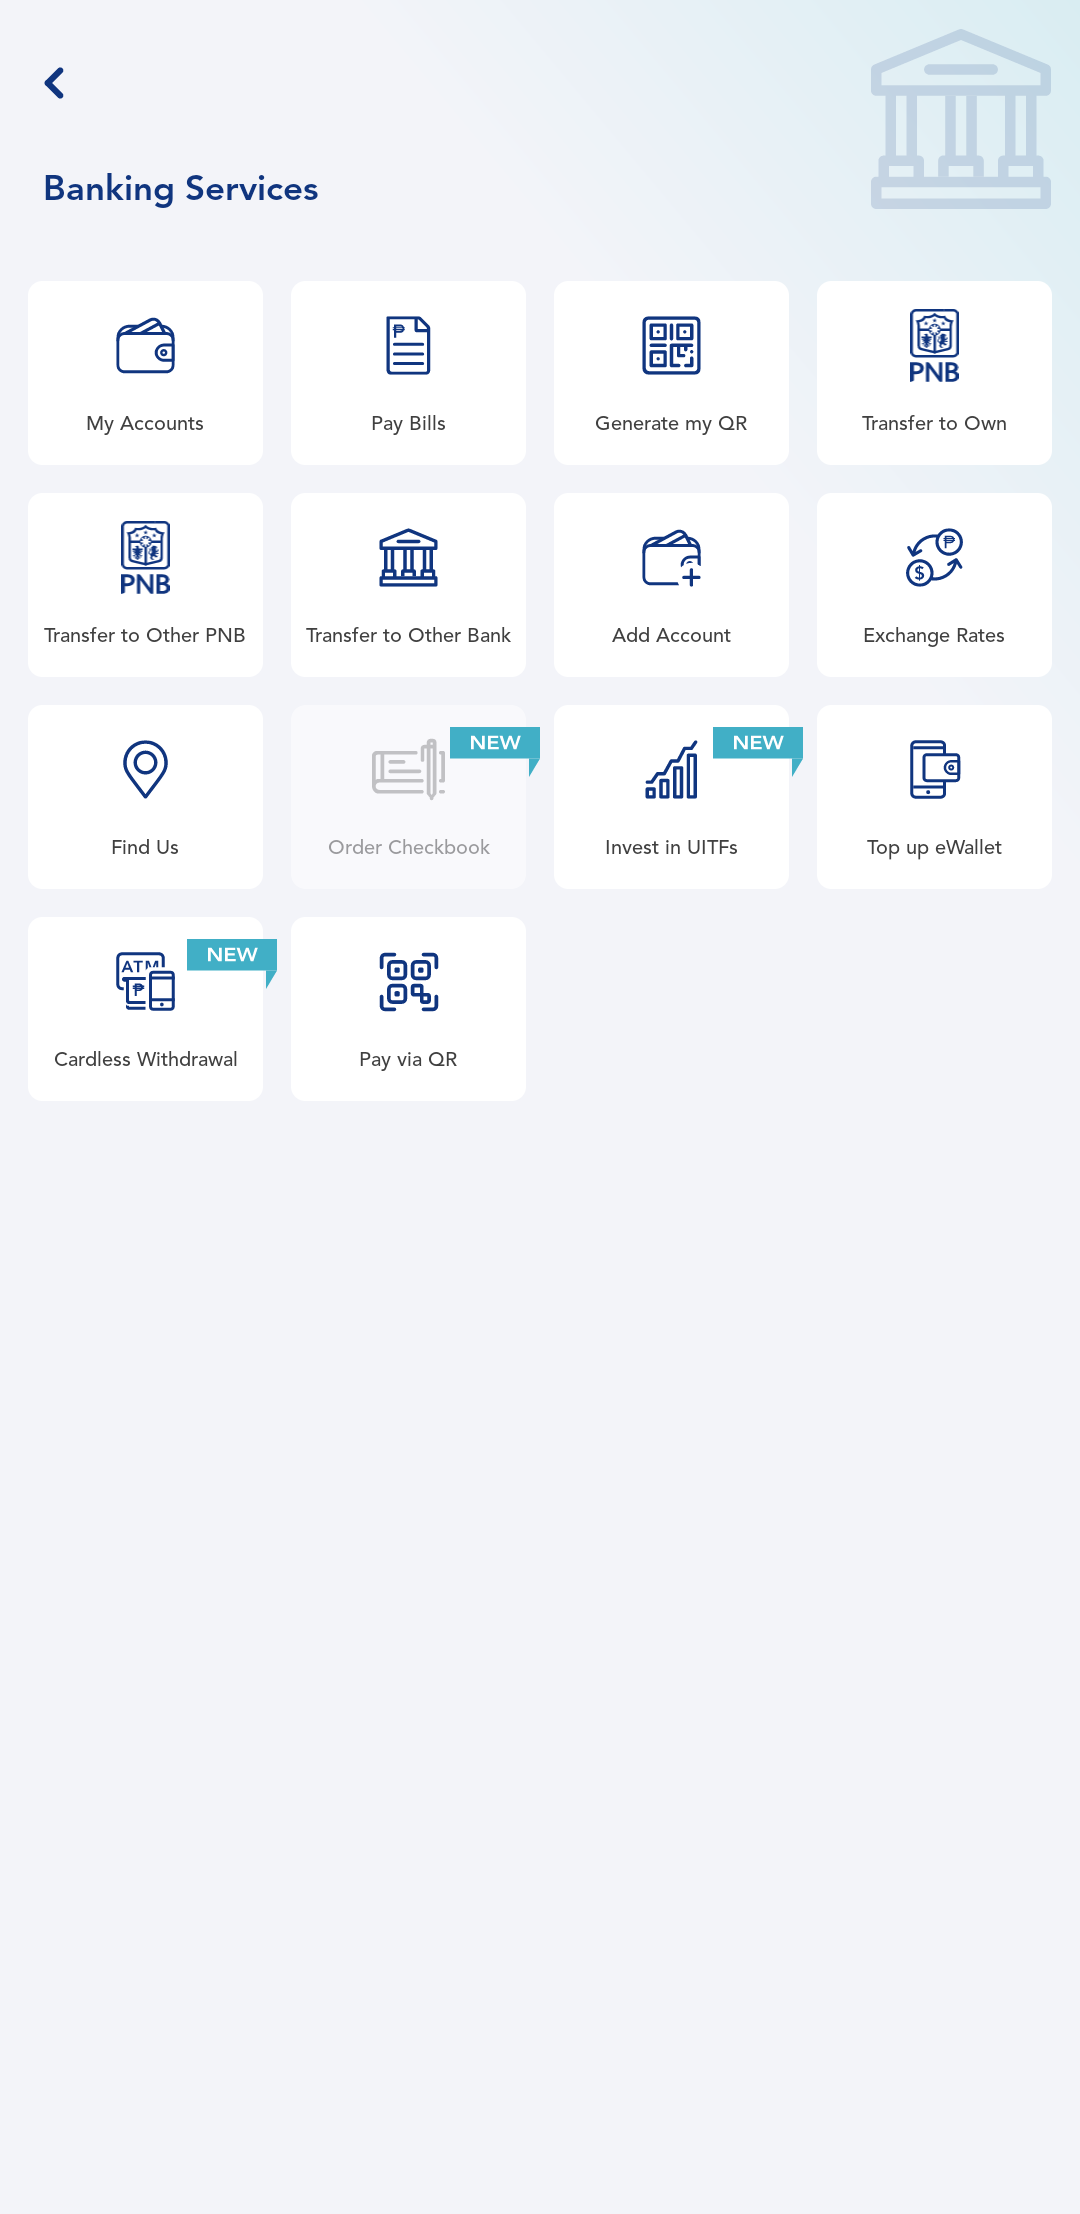 Banking Services
My Accounts
Pay Bills
Generate my QR
PNB
Transfer to Own
PNB
Transfer to Other PNB
Transfer to Other Bank
Add Account
₱
$
Exchange Rates
Find Us
NEW
Order Checkbook
NEW
Invest in UITFs
Top up eWallet
ATM
₱
NEW
Cardless Withdrawal
Pay via QR